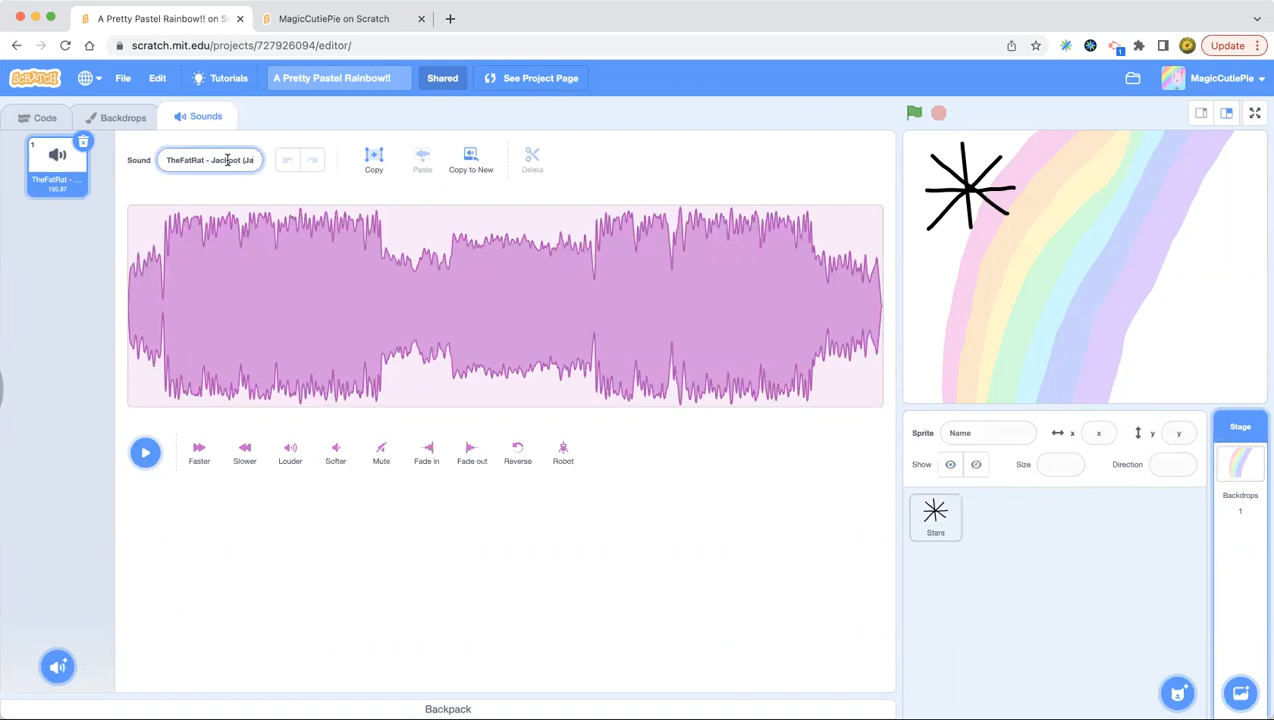 A Pretty Pastel Rainbow!! on Sc
MagicCutiePie on Scratch
scratch.mit.edu/projects/727926094/editor/
1
Update
SCRATCH
File
Edit
Tutorials
A Pretty Pastel Rainbow!!
Shared
See Project Page
MagicCutiePie
Code
Backdrops
Sounds
1
TheFatRat - ...
105.87
Sound
TheFatRat - Jackpot (Ja
Copy
Paste
Copy to New
Delete
Faster
Slower
Louder
Softer
Mute
Fade in
Fade out
Reverse
Robot
Sprite
Name
x
x
y
y
Show
Size
Direction
Stars
Stage
Backdrops
1
Backpack